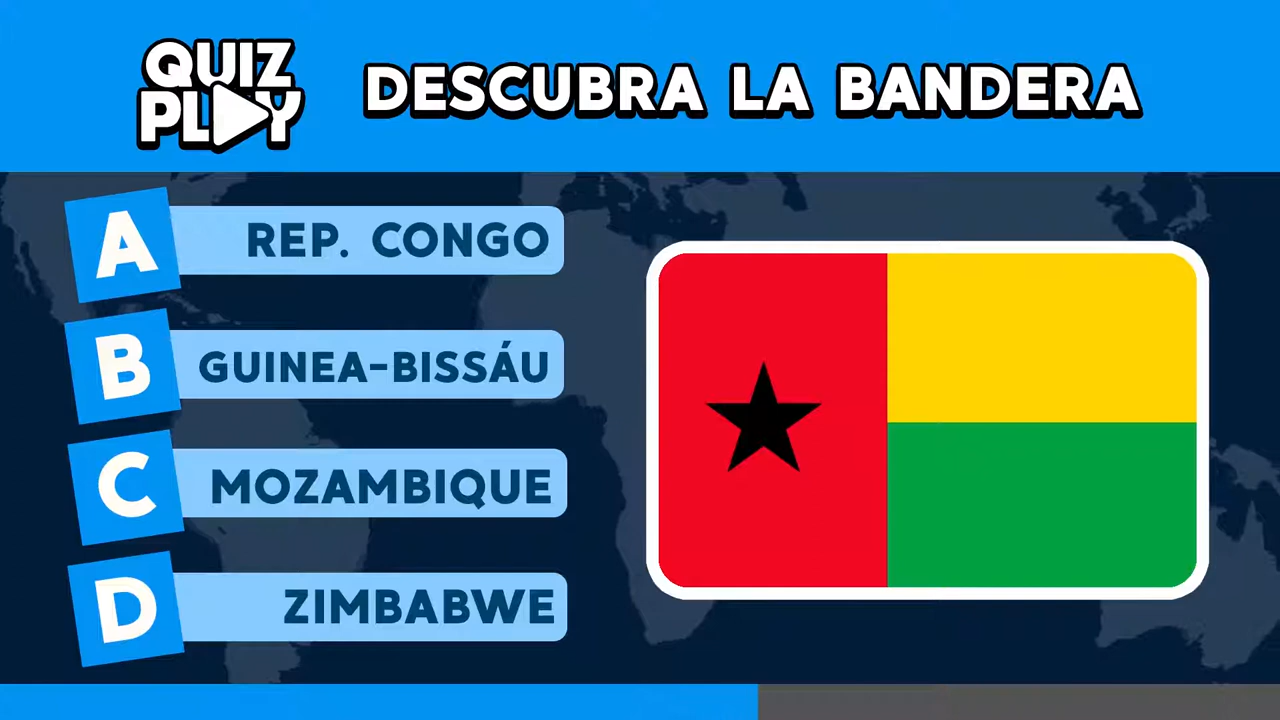 QUIZ
PLAY
DESCUBRA LA BANDERA
A
REP. CONGO
B
GUINEA-BISSÁU
C
MOZAMBIQUE
D
ZIMBABWE